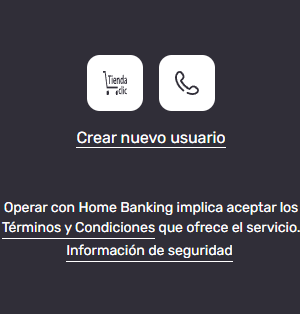 Tienda
clic
Crear nuevo usuario
Operar con Home Banking implica aceptar los
Términos y Condiciones que ofrece el servicio.
Información de seguridad